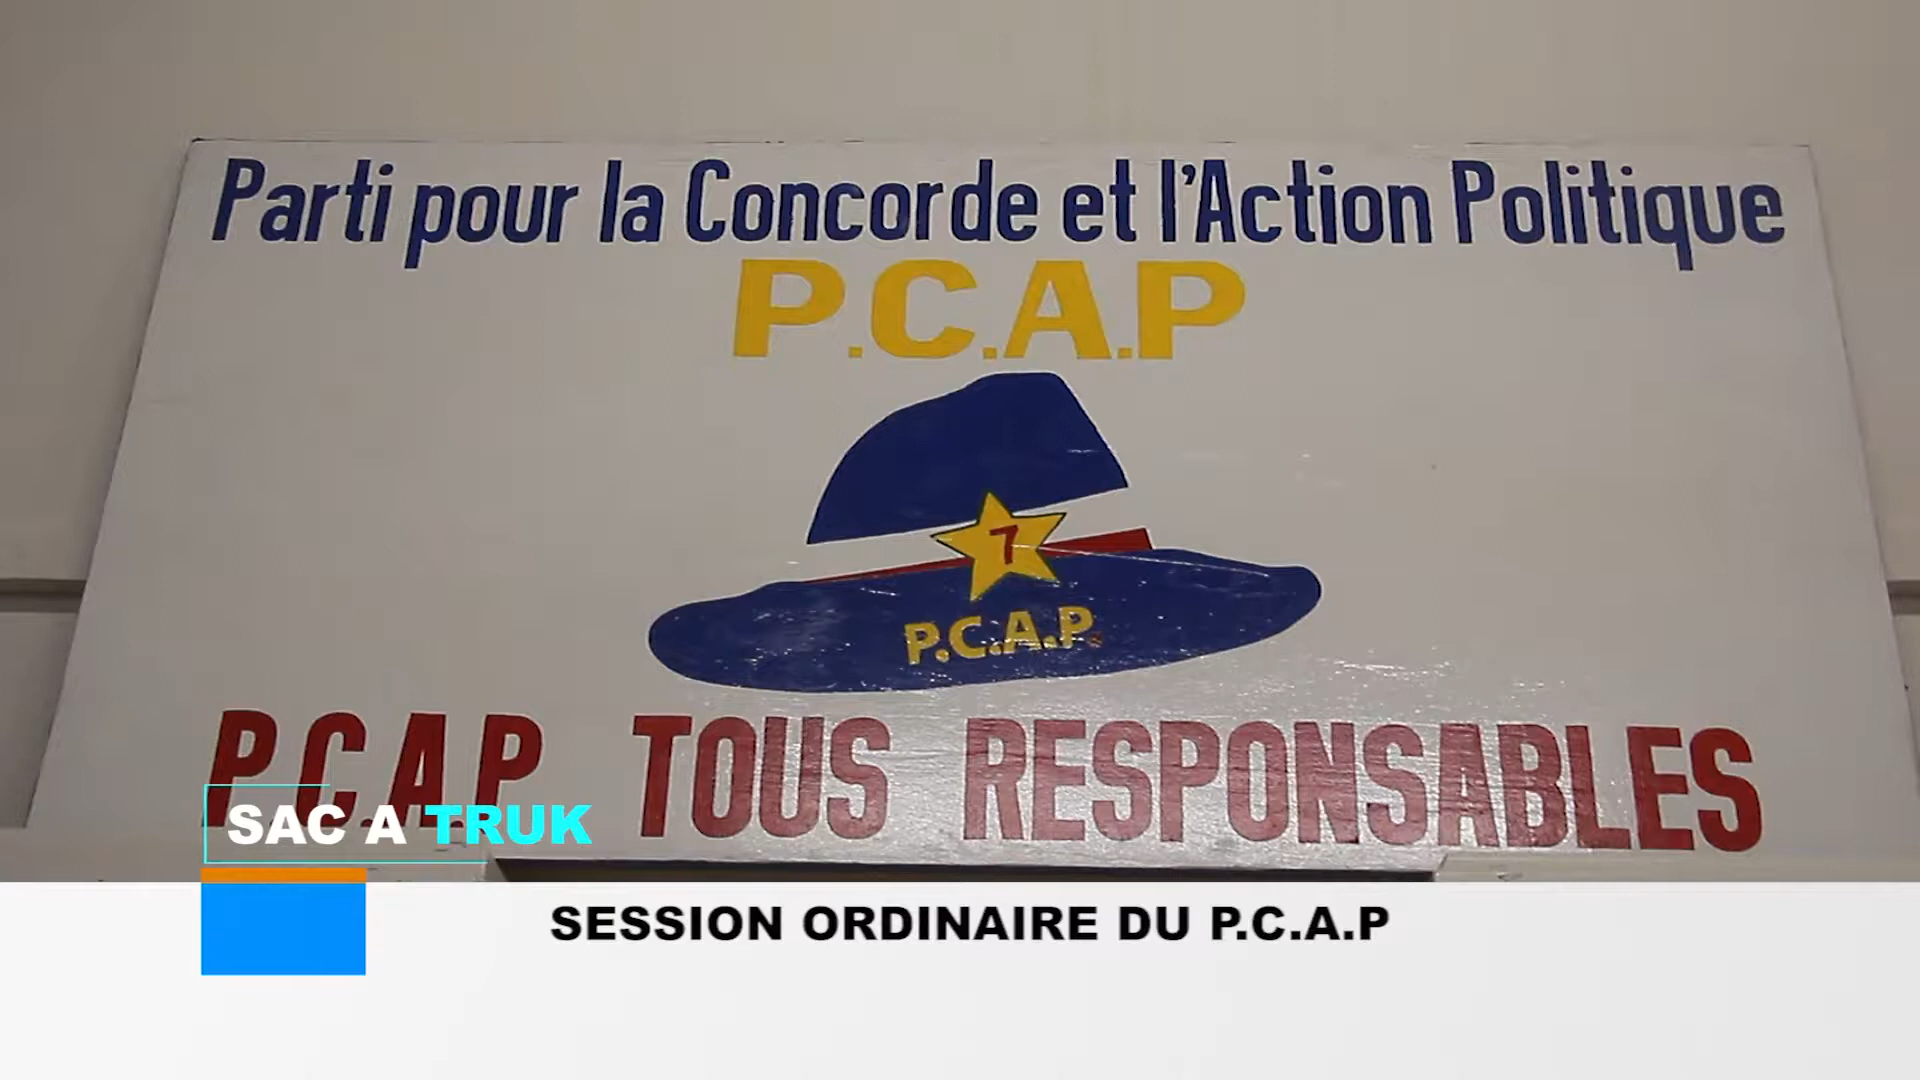 Parti pour la Concorde et l'Action Politique
P.C.A.P
7
P.C.A.P.
P.C.A.P TOUS RESPONSABLES
SAC A TRUK
SESSION ORDINAIRE DU P.C.A.P